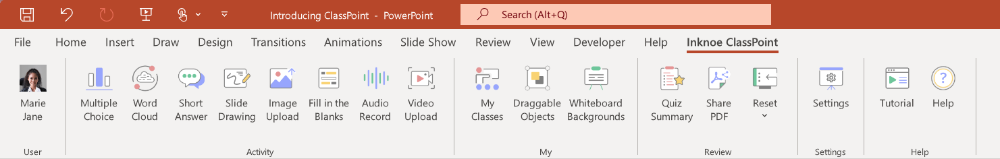 Introducing ClassPoint - PowerPoint
Search (Alt+Q)
File Home Insert Draw Design Transitions Animations Slide Show Review View Developer Help Inknoe ClassPoint
Marie
Jane
Multiple
Choice
Word
Cloud
Short
Answer
Slide
Drawing
Image
Upload
Fill in the
Blanks
Audio
Record
Video
Upload
My
Classes
Draggable
Objects
Whiteboard
Backgrounds
Quiz
Summary
Share
PDF
Reset
Settings
Tutorial
? Help
User
Activity
My
Review
Settings
Help